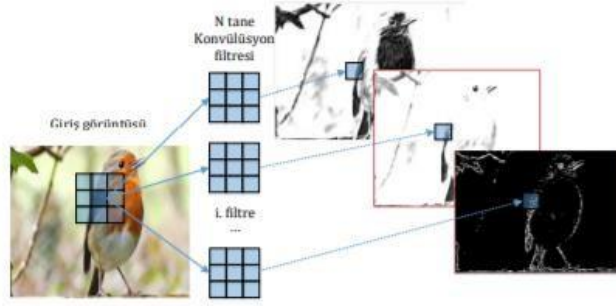 N tane
Konvülüsyon
filtresi
Giriş görüntüsü
i. filtre
...